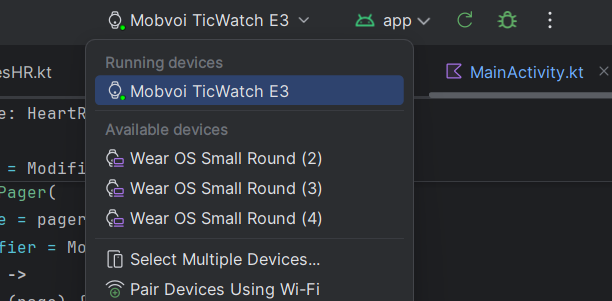 Mobvoi TicWatch E3 app
Running devices
esHR.kt MainActivity.kt
Mobvoi TicWatch E3
e: HeartR
Available devices
Wear OS Small Round (2)
= Modifi
Wear OS Small Round (3)
Pager(
e = pager
Wear OS Small Round (4)
fier = Mo
Select Multiple Devices...
->
Pair Devices Using Wi-Fi